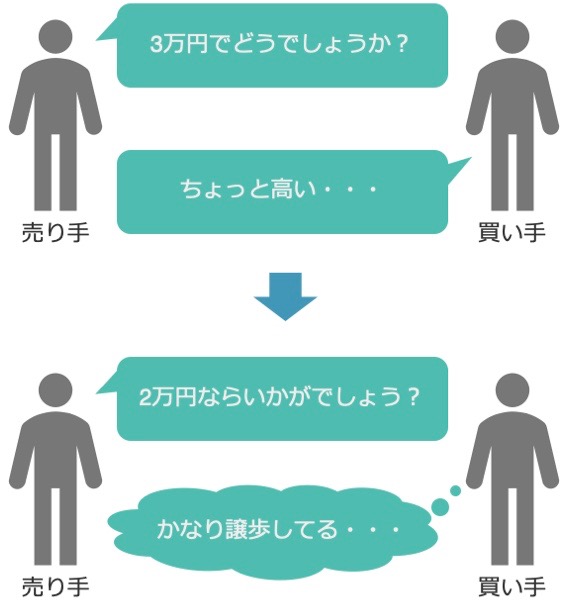 3万円でどうでしょうか？
ちょっと高い・・・
売り手
買い手
2万円ならいかがでしょう？
かなり譲歩してる・・・
売り手
買い手